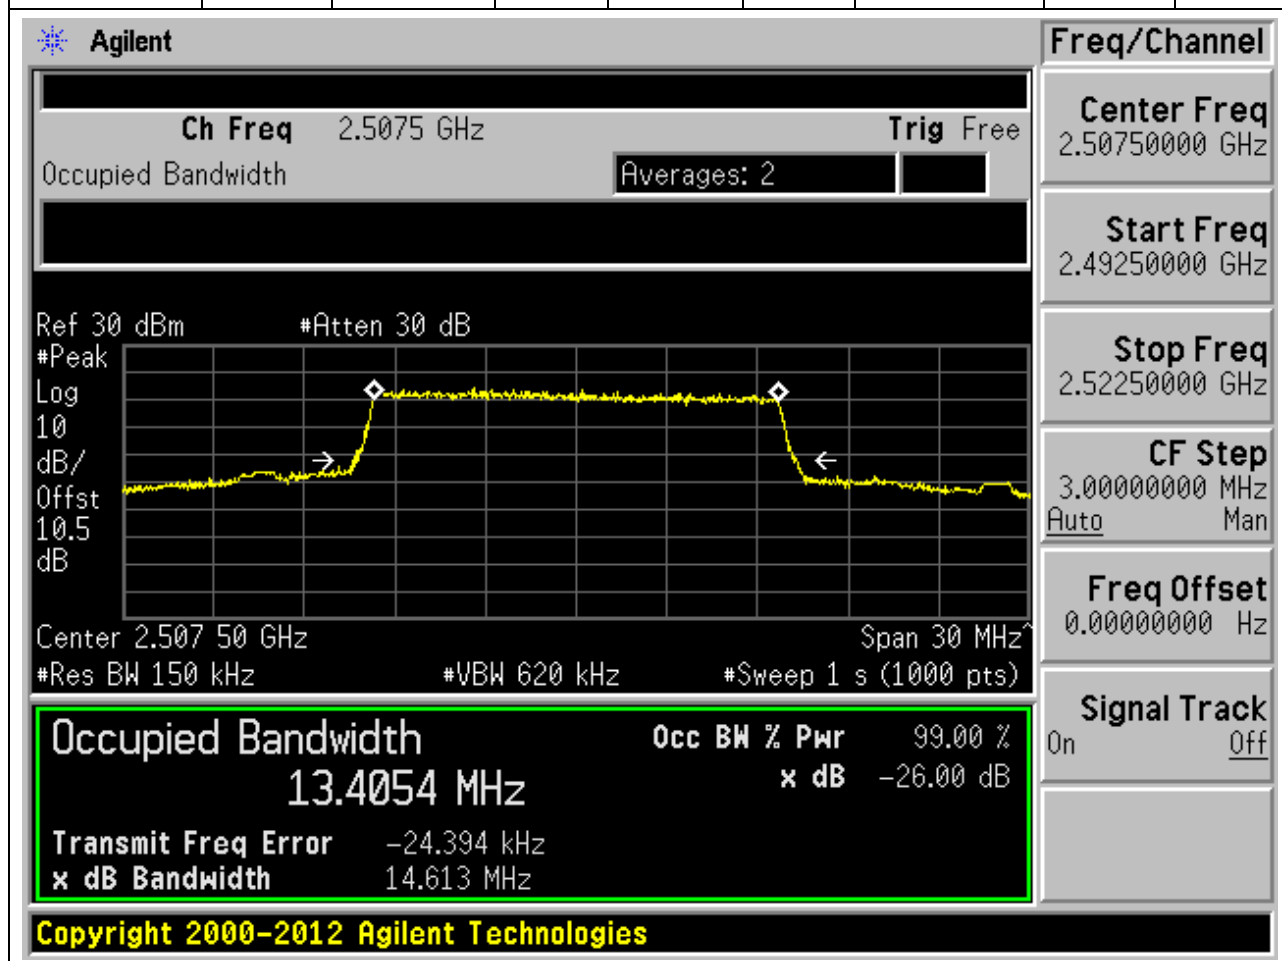 Agilent
Freq/Channel
Ch Freq 2.5075 GHz Trig Free
Occupied Bandwidth Averages: 2
Center Freq
2.50750000 GHz
Start Freq
2.49250000 GHz
Stop Freq
2.52250000 GHz
CF Step
3.00000000 MHz
Auto Man
Freq Offset
0.00000000 Hz
Signal Track
On Off
Ref 30 dBm #Atten 30 dB
#Peak
Log
10
dB/
Offst
10.5
dB
Center 2.507 50 GHz Span 30 MHz^
#Res BW 150 kHz #VBW 620 kHz #Sweep 1 s (1000 pts)
Occupied Bandwidth Occ BW % Pwr 99.00 %
13.4054 MHz x dB -26.00 dB
Transmit Freq Error -24.394 kHz
x dB Bandwidth 14.613 MHz
Copyright 2000-2012 Agilent Technologies